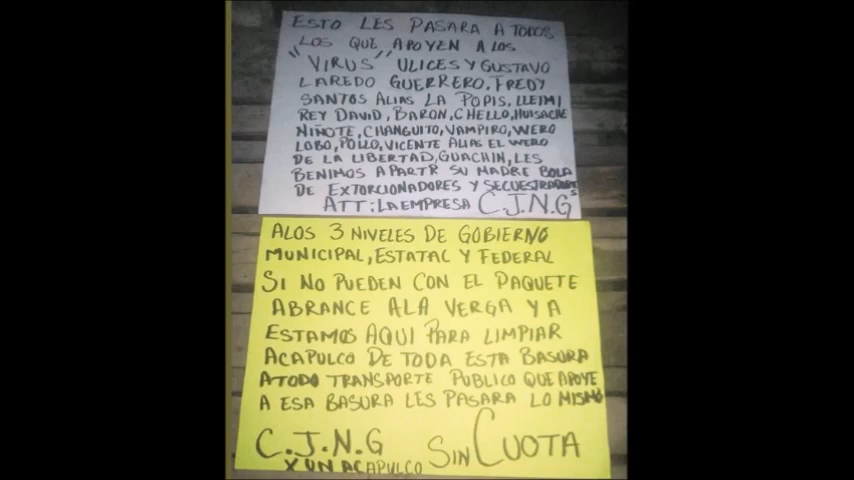 ESTO LES PASARA A TODOS
LOS QUE APOYEN A LOS
"VIRUS" ULICES Y GUSTAVO
LAREDO GUERRERO, FREDY
SANTOS ALIAS LA POPIS, LLEIMI
REY DAVID, BARON, CHELLO, HUISACHE
NIÑOTE, CHANGUITO, VAMPIRO, WERO
LOBO, POLLO, VICENTE ALIAS EL WERO
DE LA LIBERTAD, GUACHIN, LES
BENIMOS A PARTR SU MADRE BOLA
DE EXTORCIONADORES Y SECUESTRADORES
ATT: LA EMPRESA C.J.N.G
ALOS 3 NIVELES DE GOBIERNO
MUNICIPAL, ESTATAL Y FEDERAL
SI NO PUEDEN CON EL PAQUETE
ABRANCE ALA VERGA YA
ESTAMOS AQUI PARA LIMPIAR
ACAPULCO DE TODA ESTA BASURA
ATODO TRANSPORTE PUBLICO QUE APOYE
A ESA BASURA LES PASARA LO MISMO
C.J.N.G SIN CUOTA
X UN ACAPULCO